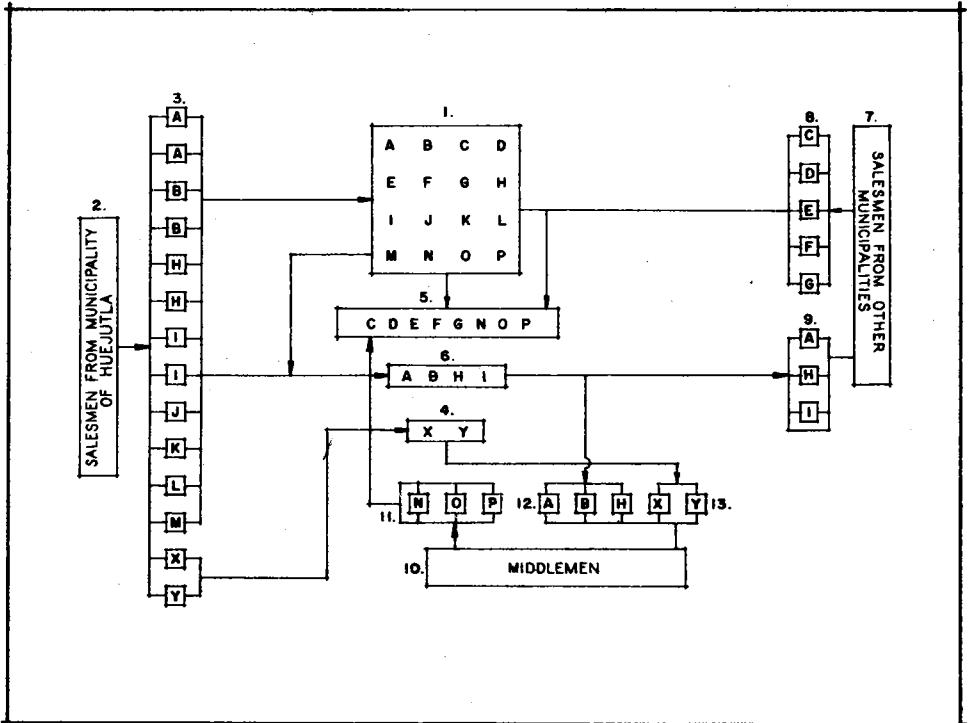 3.
A
A
B
B
H
H
I
I
J
K
L
M
X
Y
2.
SALESMEN FROM MUNICIPALITY
OF HUEJUTLA
1.
A B C D
E F G H
I J K L
M N O P
5.
C D E F G N O P
6.
A B H I
4.
X Y
8.
C
D
E
F
G
7.
SALESMEN FROM OTHER
MUNICIPALITIES
9.
A
H
I
11. N O P
12. A B H X Y 13.
10. MIDDLEMEN